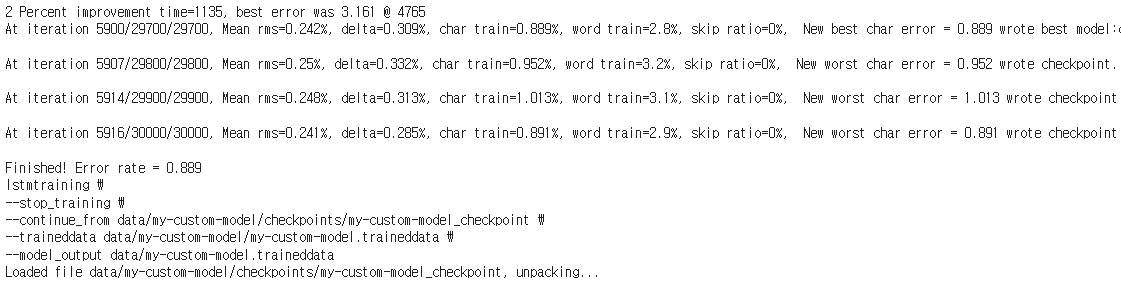 2 Percent improvement time=1135, best error was 3.161 @ 4765
At iteration 5900/29700/29700, Mean rms=0.242%, delta=0.309%, char train=0.889%, word train=2.8%, skip ratio=0%,  New best char error = 0.889 wrote best model:
At iteration 5907/29800/29800, Mean rms=0.25%, delta=0.332%, char train=0.952%, word train=3.2%, skip ratio=0%,  New worst char error = 0.952 wrote checkpoint.
At iteration 5914/29900/29900, Mean rms=0.248%, delta=0.313%, char train=1.013%, word train=3.1%, skip ratio=0%,  New worst char error = 1.013 wrote checkpoint
At iteration 5916/30000/30000, Mean rms=0.241%, delta=0.285%, char train=0.891%, word train=2.9%, skip ratio=0%,  New worst char error = 0.891 wrote checkpoint
Finished! Error rate = 0.889
lstmtraining ₩
--stop_training ₩
--continue_from data/my-custom-model/checkpoints/my-custom-model_checkpoint ₩
--traineddata data/my-custom-model/my-custom-model.traineddata ₩
--model_output data/my-custom-model.traineddata
Loaded file data/my-custom-model/checkpoints/my-custom-model_checkpoint, unpacking...